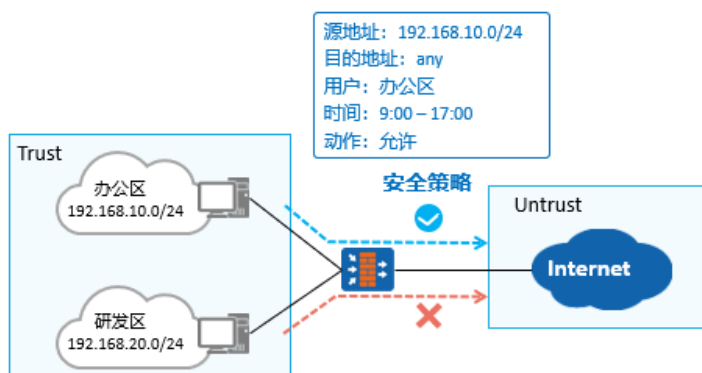 源地址：192.168.10.0/24
目的地址：any
用户：办公区
时间：9:00 – 17:00
动作：允许
安全策略
Trust
办公区
192.168.10.0/24
研发区
192.168.20.0/24
Untrust
Internet